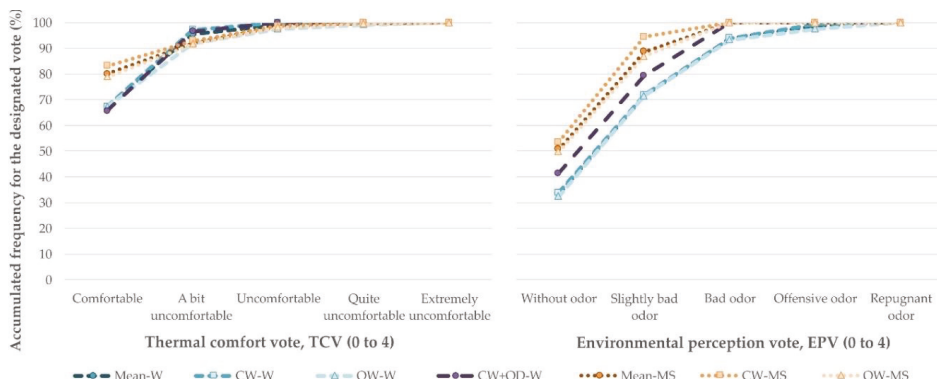 Accumulated frequency for the designated vote (%)
100
90
80
70
60
50
40
30
20
10
0
Comfortable
A bit
uncomfortable
Uncomfortable
Quite
uncomfortable
Extremely
uncomfortable
Thermal comfort vote, TCV (0 to 4)
Without odor
Slightly bad
odor
Bad odor
Offensive odor
Repugnant
odor
Environmental perception vote, EPV (0 to 4)
Mean-W
CW-W
OW-W
CW+OD-W
Mean-MS
CW-MS
OW-MS